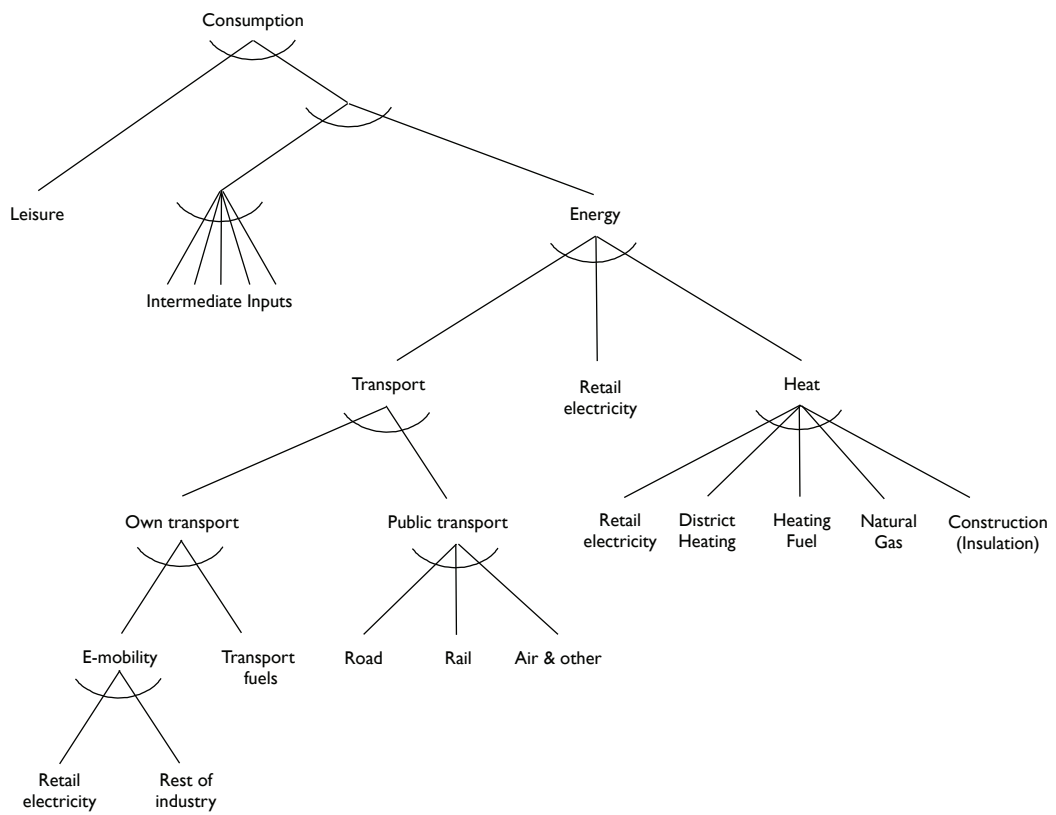 Consumption
Leisure
Energy
Intermediate Inputs
Transport
Retail
electricity
Heat
Own transport
Public transport
Retail
electricity
District
Heating
Heating
Fuel
Natural
Gas
Construction
(Insulation)
E-mobility
Transport
fuels
Road
Rail
Air & other
Retail
electricity
Rest of
industry